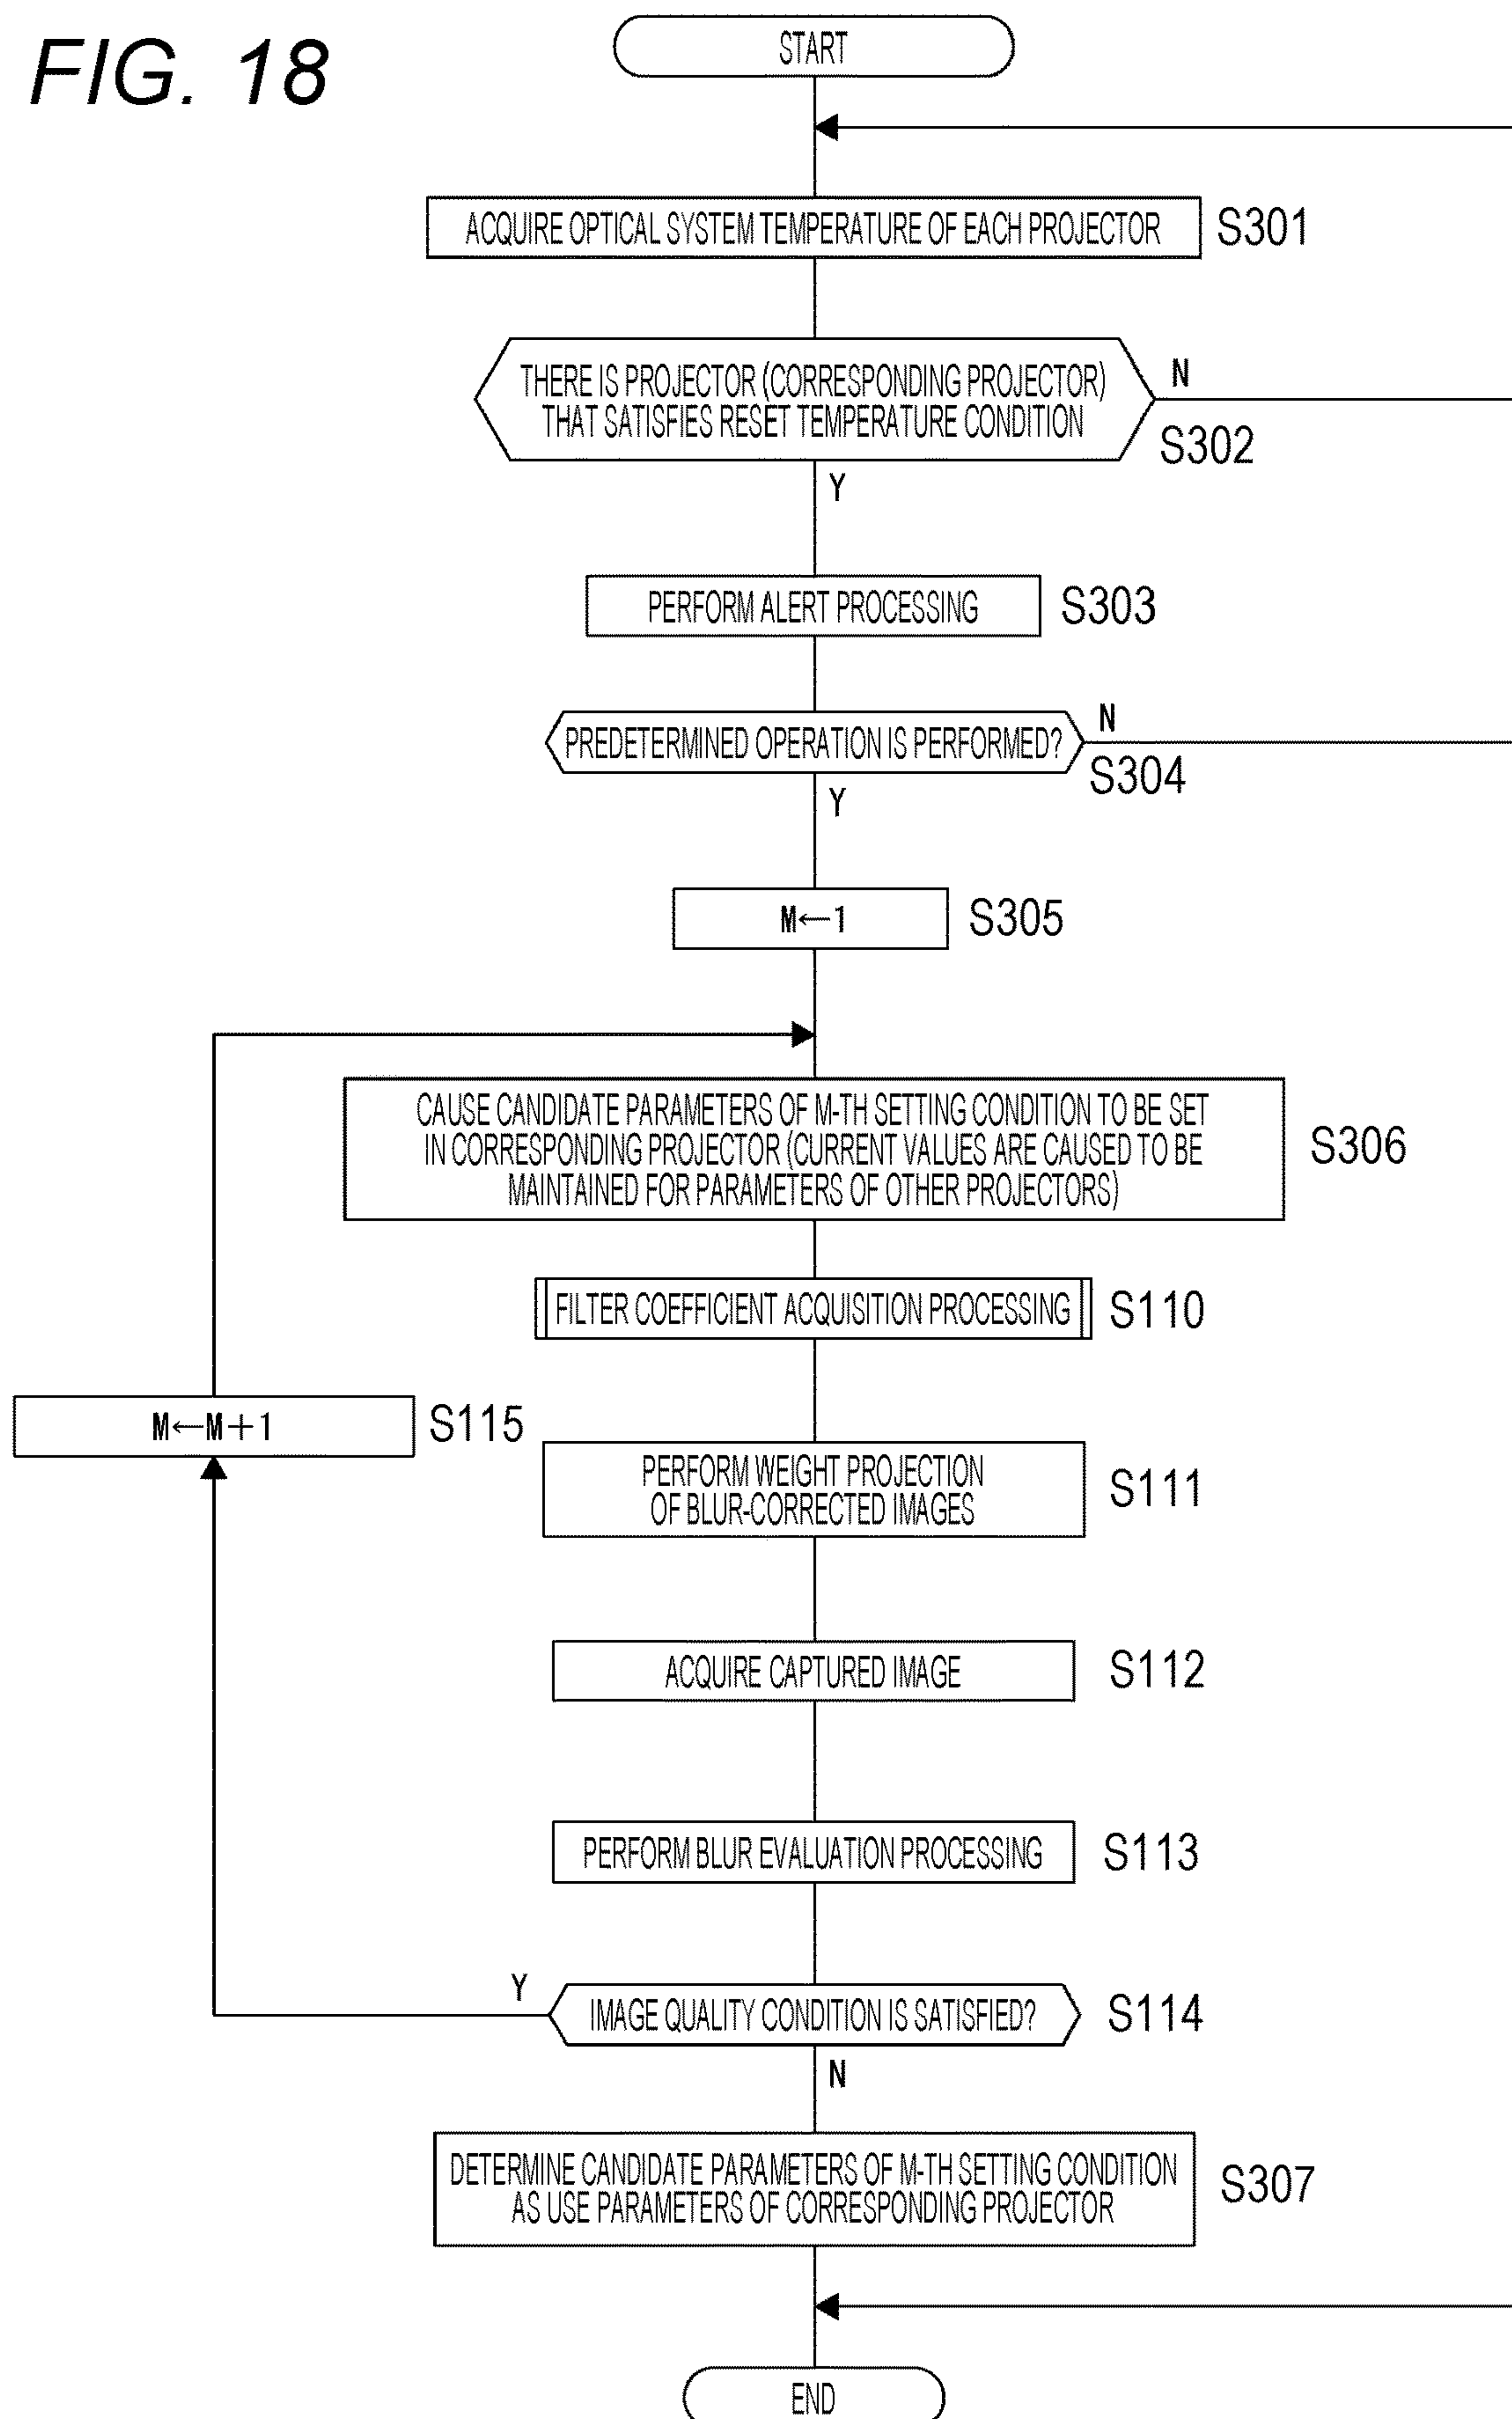 FIG. 18
START
ACQUIRE OPTICAL SYSTEM TEMPERATURE OF EACH PROJECTOR
S301
THERE IS PROJECTOR (CORRESPONDING PROJECTOR)
THAT SATISFIES RESET TEMPERATURE CONDITION
N
S302
Y
PERFORM ALERT PROCESSING
S303
PREDETERMINED OPERATION IS PERFORMED?
N
S304
Y
M←1
S305
CAUSE CANDIDATE PARAMETERS OF M-TH SETTING CONDITION TO BE SET
IN CORRESPONDING PROJECTOR (CURRENT VALUES ARE CAUSED TO BE
MAINTAINED FOR PARAMETERS OF OTHER PROJECTORS)
S306
FILTER COEFFICIENT ACQUISITION PROCESSING
S110
M←M+1
S115
PERFORM WEIGHT PROJECTION
OF BLUR-CORRECTED IMAGES
S111
ACQUIRE CAPTURED IMAGE
S112
PERFORM BLUR EVALUATION PROCESSING
S113
Y
IMAGE QUALITY CONDITION IS SATISFIED?
S114
N
DETERMINE CANDIDATE PARAMETERS OF M-TH SETTING CONDITION
AS USE PARAMETERS OF CORRESPONDING PROJECTOR
S307
END